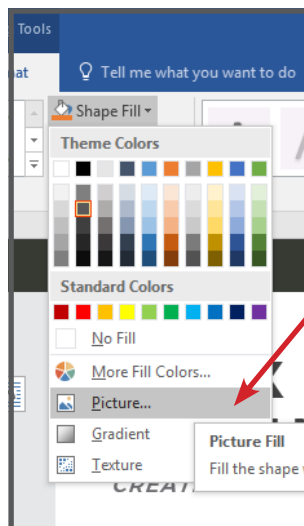 Tools
at
Tell me what you want to do
Shape Fill
Theme Colors
Standard Colors
No Fill
More Fill Colors...
Picture...
Gradient
Texture
Picture Fill
Fill the shape
CREAT